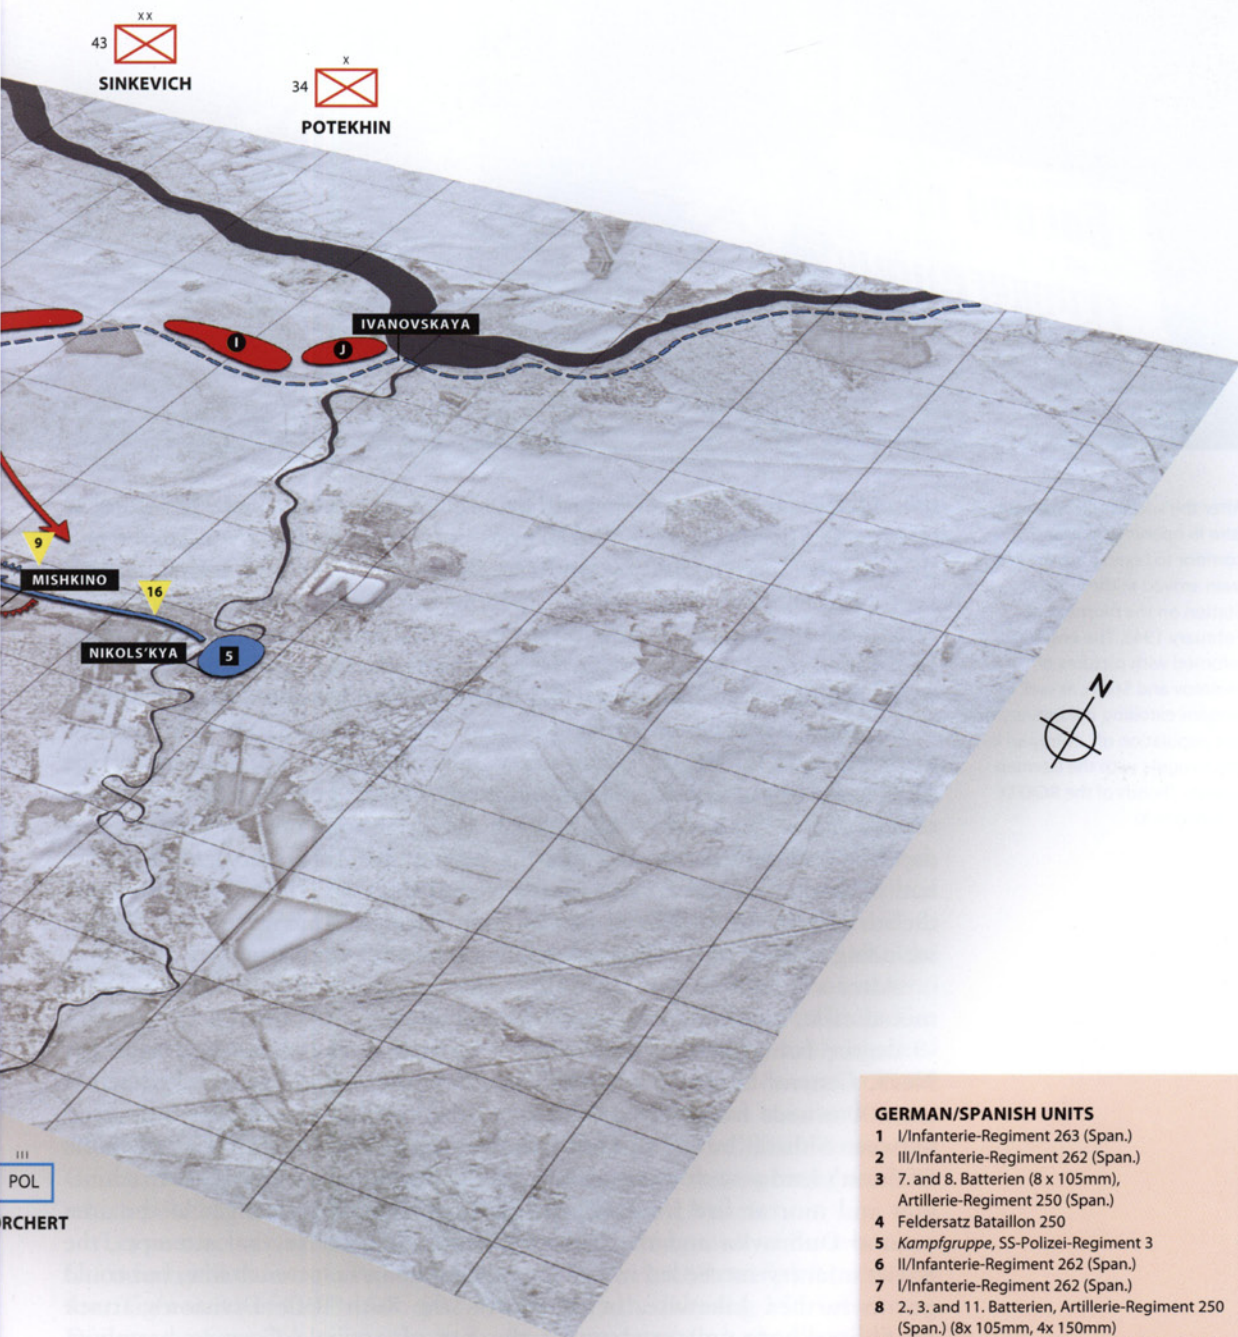 XX
43
SINKEVICH
X
34
POTEKHIN
IVANOVSKAYA
I
J
9
MISHKINO
16
NIKOLS'KYA
5
N
III
POL
RCHERT
GERMAN/SPANISH UNITS
1 I/Infanterie-Regiment 263 (Span.)
2 III/Infanterie-Regiment 262 (Span.)
3 7. and 8. Batterien (8 x 105mm),
Artillerie-Regiment 250 (Span.)
4 Feldersatz Bataillon 250
5 Kampfgruppe, SS-Polizei-Regiment 3
6 II/Infanterie-Regiment 262 (Span.)
7 I/Infanterie-Regiment 262 (Span.)
8 2., 3. and 11. Batterien, Artillerie-Regiment 250
(Span.) (8x 105mm, 4x 150mm)